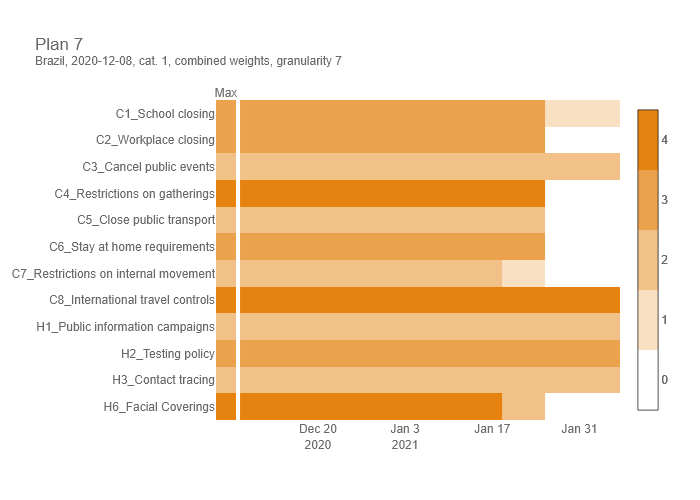 Plan 7
Brazil, 2020-12-08, cat. 1, combined weights, granularity 7
Max
C1_School closing
C2_Workplace closing
C3_Cancel public events
C4_Restrictions on gatherings
C5_Close public transport
C6_Stay at home requirements
C7_Restrictions on internal movement
C8_International travel controls
H1_Public information campaigns
H2_Testing policy
H3_Contact tracing
H6_Facial Coverings
4
3
2
1
0
Dec 20 Jan 3 Jan 17 Jan 31
2020 2021